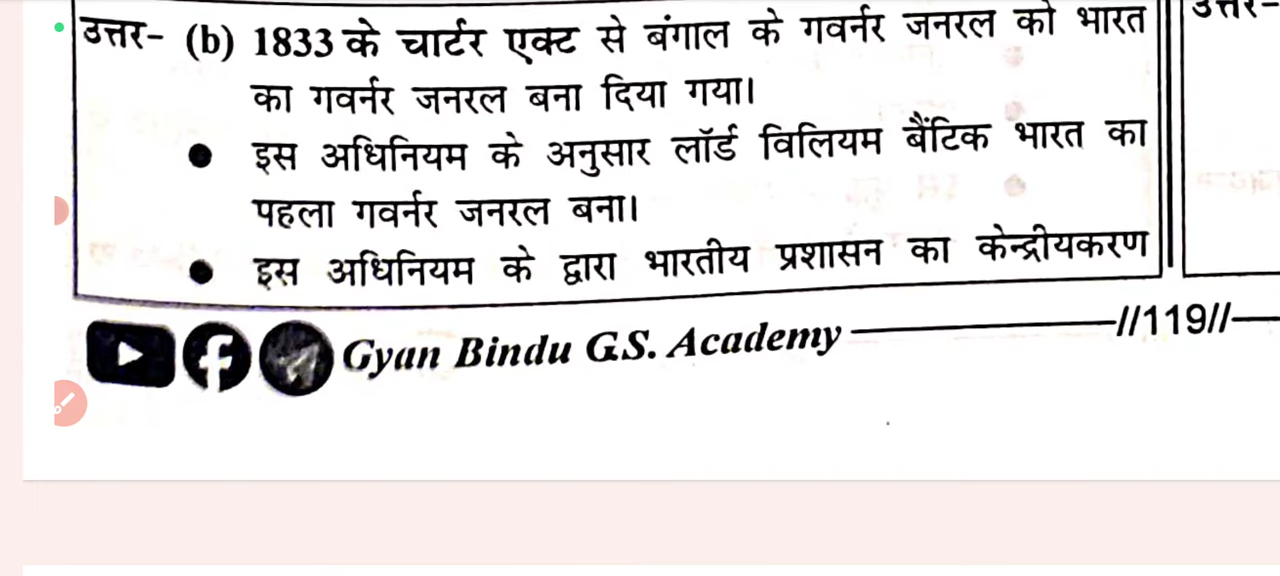 उत्तर- (b) 1833 के चार्टर एक्ट से बंगाल के गवर्नर जनरल को भारत
का गवर्नर जनरल बना दिया गया।
● इस अधिनियम के अनुसार लॉर्ड विलियम बैंटिक भारत का
पहला गवर्नर जनरल बना।
● इस अधिनियम के द्वारा भारतीय प्रशासन का केन्द्रीयकरण
Gyan Bindu G.S. Academy //119//